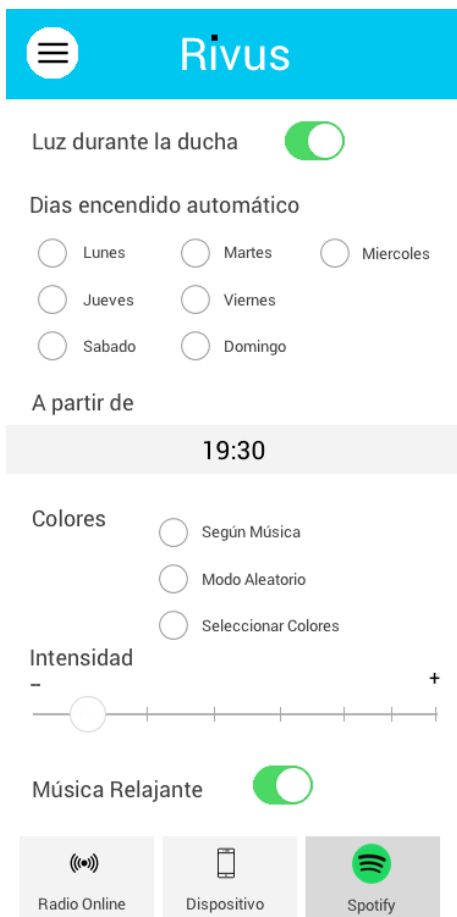 Rivus
Luz durante la ducha
Dias encendido automático
Lunes Martes Miercoles
Jueves Viernes
Sabado Domingo
A partir de
19:30
Colores
Según Música
Modo Aleatorio
Seleccionar Colores
Intensidad
– +
Música Relajante
Radio Online Dispositivo Spotify